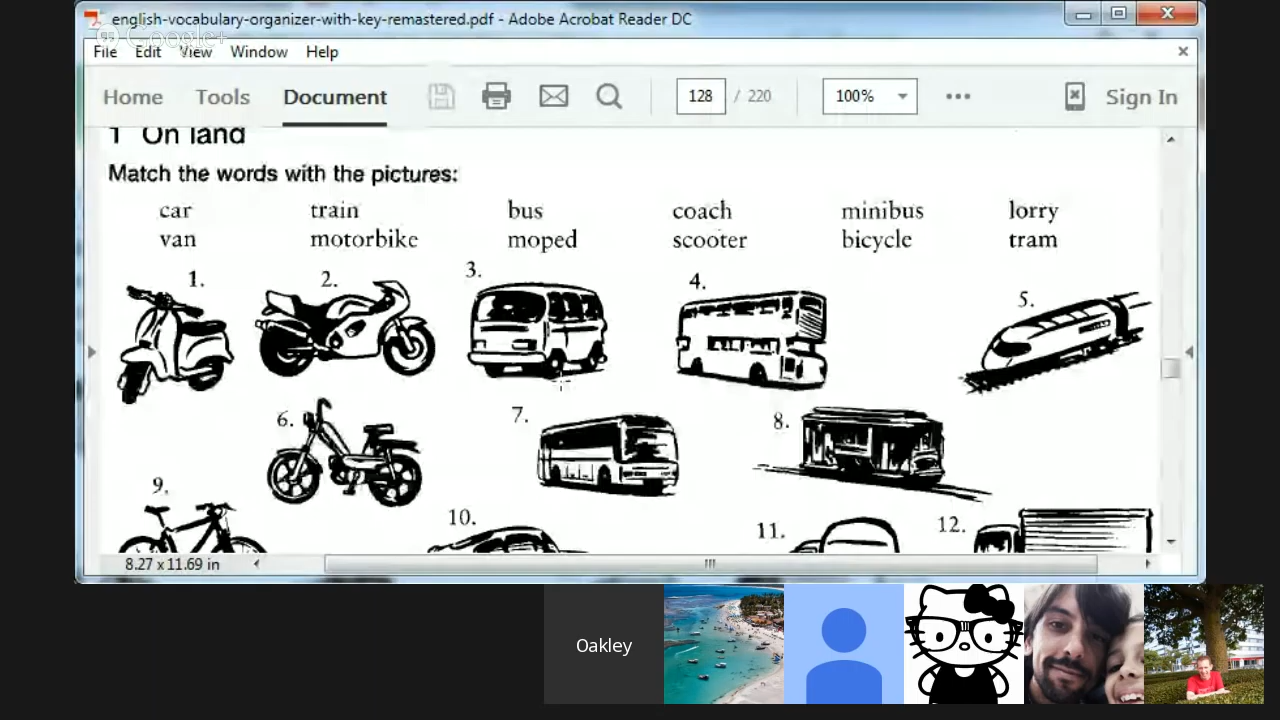 english-vocabulary-organizer-with-key-remastered.pdf - Adobe Acrobat Reader DC
Google+
File Edit View Window Help
Home Tools Document 128 / 220 100% Sign In
1 On land
Match the words with the pictures:
car train bus coach minibus lorry
van motorbike moped scooter bicycle tram
1. 2. 3. 4. 5.
6. 7. 8.
9. 10. 11. 12.
8.27 x 11.69 in
Oakley